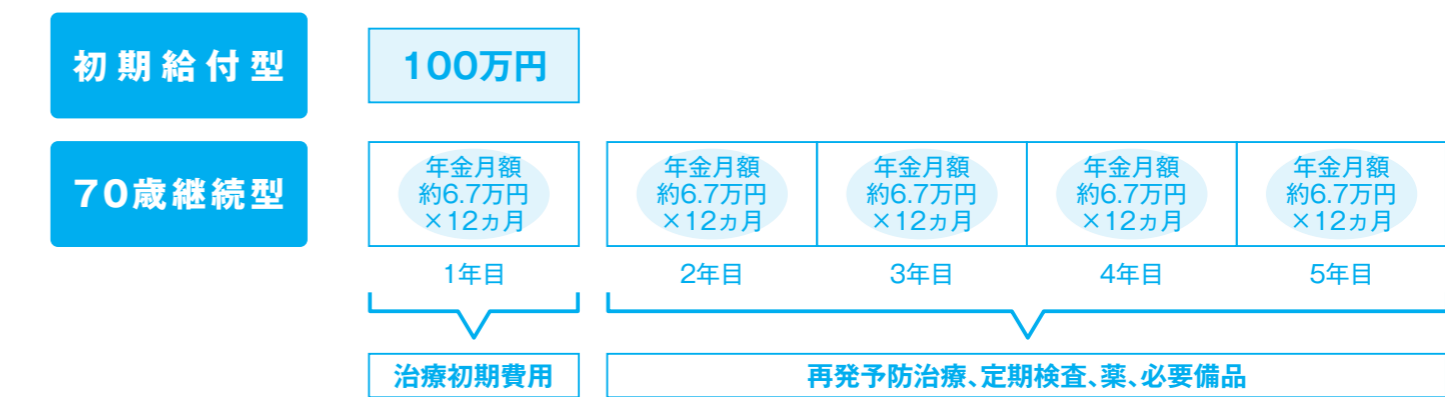 初期給付型
100万円
70歳継続型
年金月額
約6.7万円
×12ヵ月
年金月額
約6.7万円
×12ヵ月
年金月額
約6.7万円
×12ヵ月
年金月額
約6.7万円
×12ヵ月
年金月額
約6.7万円
×12ヵ月
1年目
2年目
3年目
4年目
5年目
治療初期費用
再発予防治療、定期検査、薬、必要備品